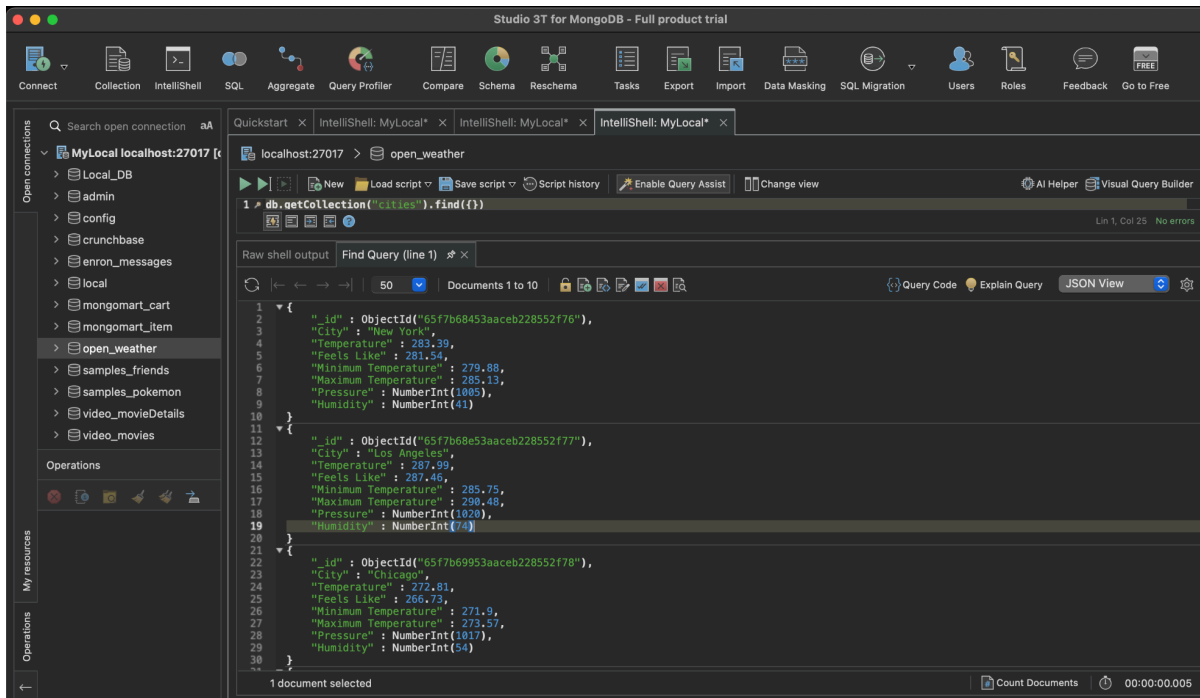 Studio 3T for MongoDB - Full product trial
Connect Collection IntelliShell SQL Aggregate Query Profiler Compare Schema Reschema Tasks Export Import Data Masking SQL Migration Users Roles Feedback FREE Go to Free
Open connections
Search open connection aA
MyLocal localhost:27017 [d
Local_DB
admin
config
crunchbase
enron_messages
local
mongomart_cart
mongomart_item
open_weather
samples_friends
samples_pokemon
video_movieDetails
video_movies
Operations
My resources
Operations
Quickstart IntelliShell: MyLocal* IntelliShell: MyLocal* IntelliShell: MyLocal*
localhost:27017 > open_weather
New Load script Save script Script history Enable Query Assist Change view AI Helper Visual Query Builder
1 db.getCollection("cities").find({})
Lin 1, Col 25 No errors
Raw shell output Find Query (line 1)
50 Documents 1 to 10 Query Code Explain Query JSON View
1 {
2 "_id" : ObjectId("65f7b68453aaceb228552f76"),
3 "City" : "New York",
4 "Temperature" : 283.39,
5 "Feels Like" : 281.54,
6 "Minimum Temperature" : 279.88,
7 "Maximum Temperature" : 285.13,
8 "Pressure" : NumberInt(1005),
9 "Humidity" : NumberInt(41)
10 }
11 {
12 "_id" : ObjectId("65f7b68e53aaceb228552f77"),
13 "City" : "Los Angeles",
14 "Temperature" : 287.99,
15 "Feels Like" : 287.46,
16 "Minimum Temperature" : 285.75,
17 "Maximum Temperature" : 290.48,
18 "Pressure" : NumberInt(1020),
19 "Humidity" : NumberInt(74)
20 }
21 {
22 "_id" : ObjectId("65f7b69953aaceb228552f78"),
23 "City" : "Chicago",
24 "Temperature" : 272.81,
25 "Feels Like" : 266.73,
26 "Minimum Temperature" : 271.9,
27 "Maximum Temperature" : 273.57,
28 "Pressure" : NumberInt(1017),
29 "Humidity" : NumberInt(54)
30 }
1 document selected Count Documents 00:00:00.005